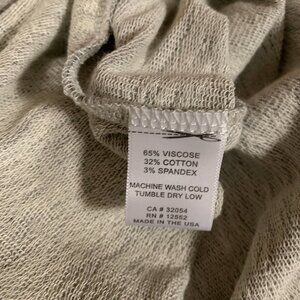 65% VISCOSE
32% COTTON
3% SPANDEX
MACHINE WASH COLD
TUMBLE DRY LOW
CA # 32054
RN # 12552
MADE IN THE USA